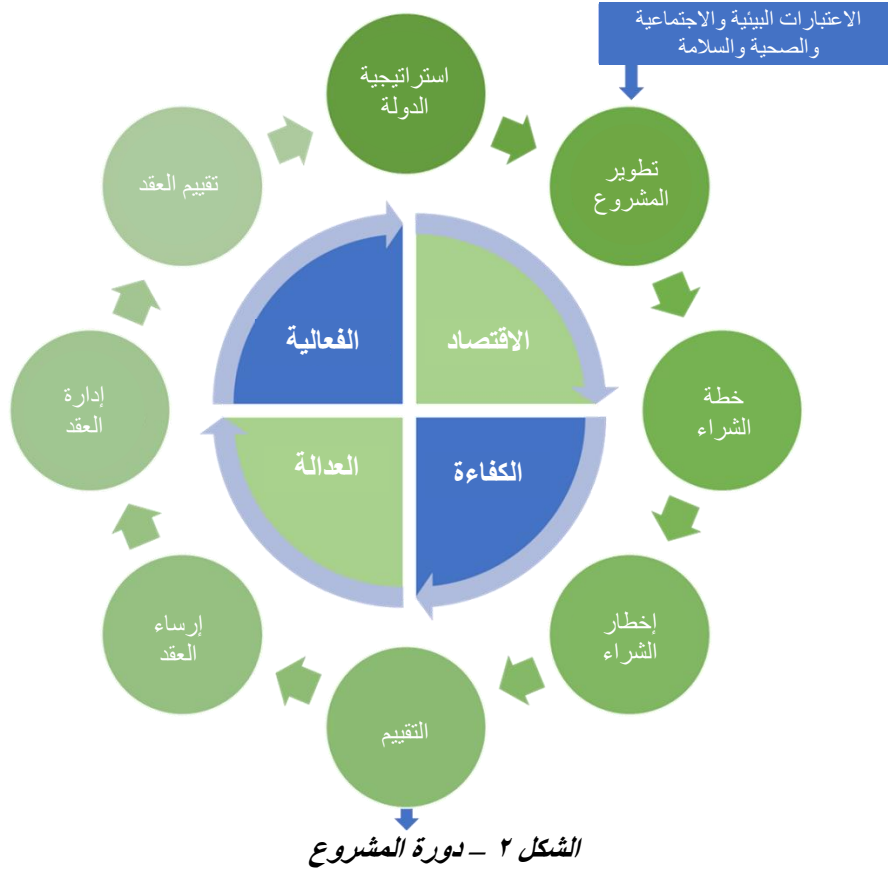 الاعتبارات البيئية والاجتماعية
والصحية والسلامة
استراتيجية
الدولة
تطوير
المشروع
خطة
الشراء
إخطار
الشراء
التقييم
إرساء
العقد
إدارة
العقد
تقييم العقد
الفعالية
الاقتصاد
العدالة
الكفاءة
الشكل ٢ – دورة المشروع